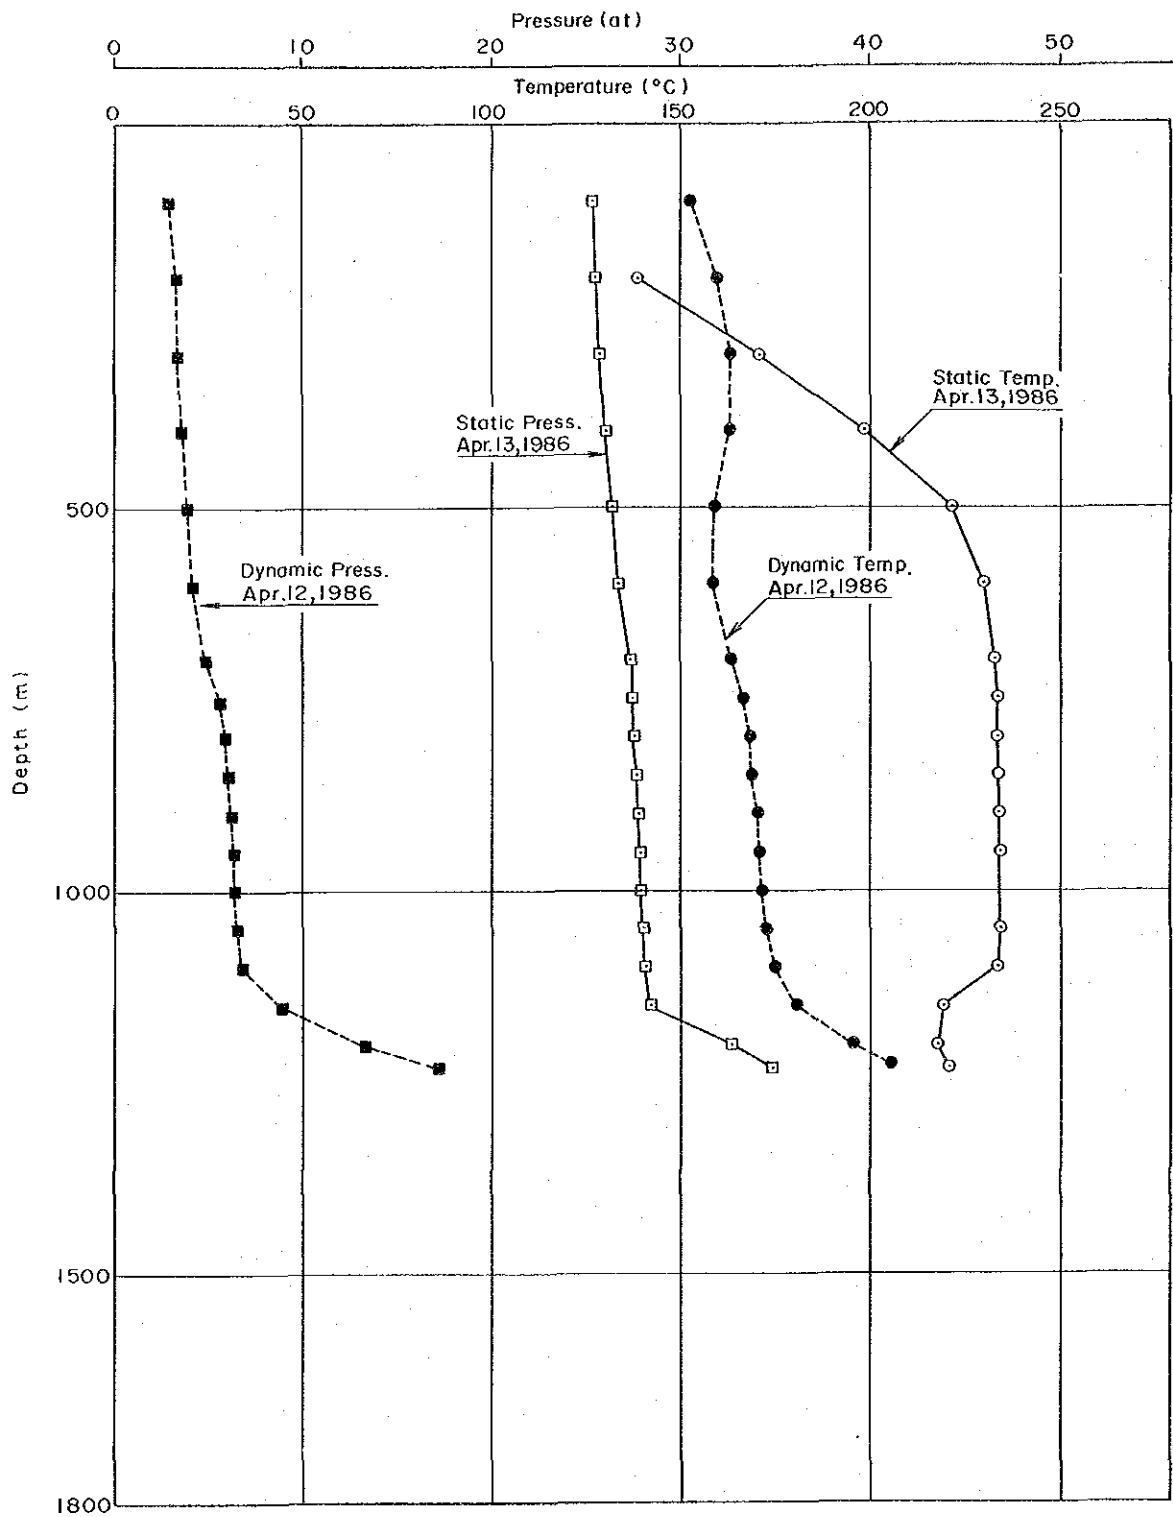 Pressure (at)
0 10 20 30 40 50
Temperature (°C)
0 50 100 150 200 250
Static Temp.
Apr.13,1986
Static Press.
Apr.13,1986
500
Dynamic Press.
Apr.12,1986
Dynamic Temp.
Apr.12,1986
Depth (m)
1000
1500
1800